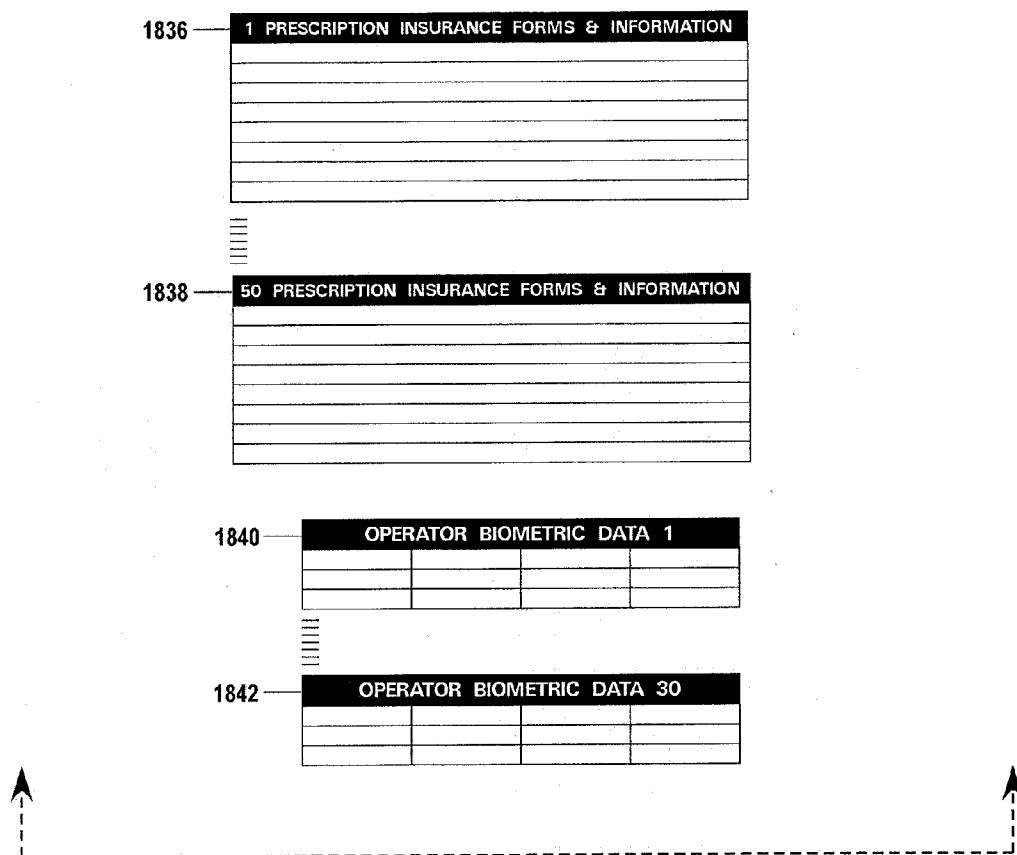 1836 1 PRESCRIPTION INSURANCE FORMS & INFORMATION
1838 50 PRESCRIPTION INSURANCE FORMS & INFORMATION
1840 OPERATOR BIOMETRIC DATA 1
1842 OPERATOR BIOMETRIC DATA 30